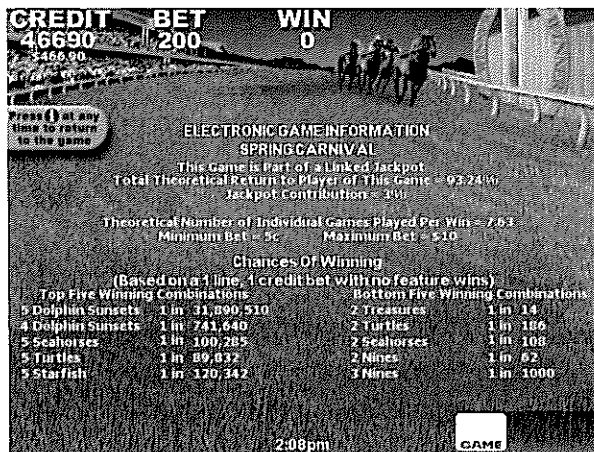 CREDIT BET WIN
46690 200 0
$466.90
Press i at any
time to return
to the game
ELECTRONIC GAME INFORMATION
SPRING CARNIVAL
This Game is Part of a Linked Jackpot
Total Theoretical Return to Player of This Game = 93.24%
Jackpot Contribution = 3%
Theoretical Number of Individual Games Played Per Win = 7.63
Minimum Bet = 5c Maximum Bet = $10
Chances Of Winning
(Based on a 1 line, 1 credit bet with no feature wins)
Top Five Winning Combinations Bottom Five Winning Combinations
5 Dolphin Sunsets 1 in 31,890,510 2 Treasures 1 in 14
4 Dolphin Sunsets 1 in 741,640 2 Turtles 1 in 186
5 Seahorses 1 in 100,285 2 Seahorses 1 in 108
5 Turtles 1 in 89,832 2 Nines 1 in 62
5 Starfish 1 in 120,342 3 Nines 1 in 1000
2:08pm
GAME